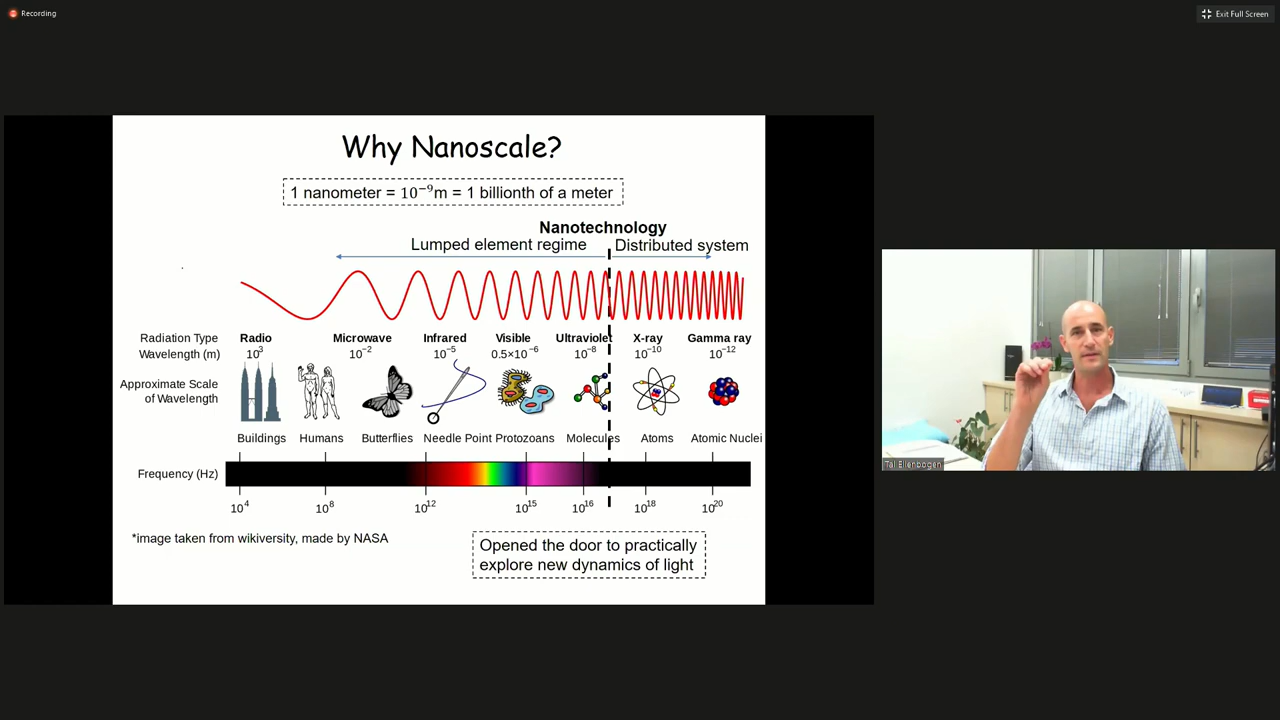 Recording
Exit Full Screen
Why Nanoscale?
1 nanometer = 10⁻⁹m = 1 billionth of a meter
Nanotechnology
Lumped element regime Distributed system
Radiation Type Radio Microwave Infrared Visible Ultraviolet X-ray Gamma ray
Wavelength (m) 10³ 10⁻² 10⁻⁵ 0.5×10⁻⁶ 10⁻⁸ 10⁻¹⁰ 10⁻¹²
Approximate Scale
of Wavelength
Buildings Humans Butterflies Needle Point Protozoans Molecules Atoms Atomic Nuclei
Frequency (Hz)
10⁴ 10⁸ 10¹² 10¹⁵ 10¹⁶ 10¹⁸ 10²⁰
*image taken from wikiversity, made by NASA
Opened the door to practically
explore new dynamics of light
Tal Ellenbogen